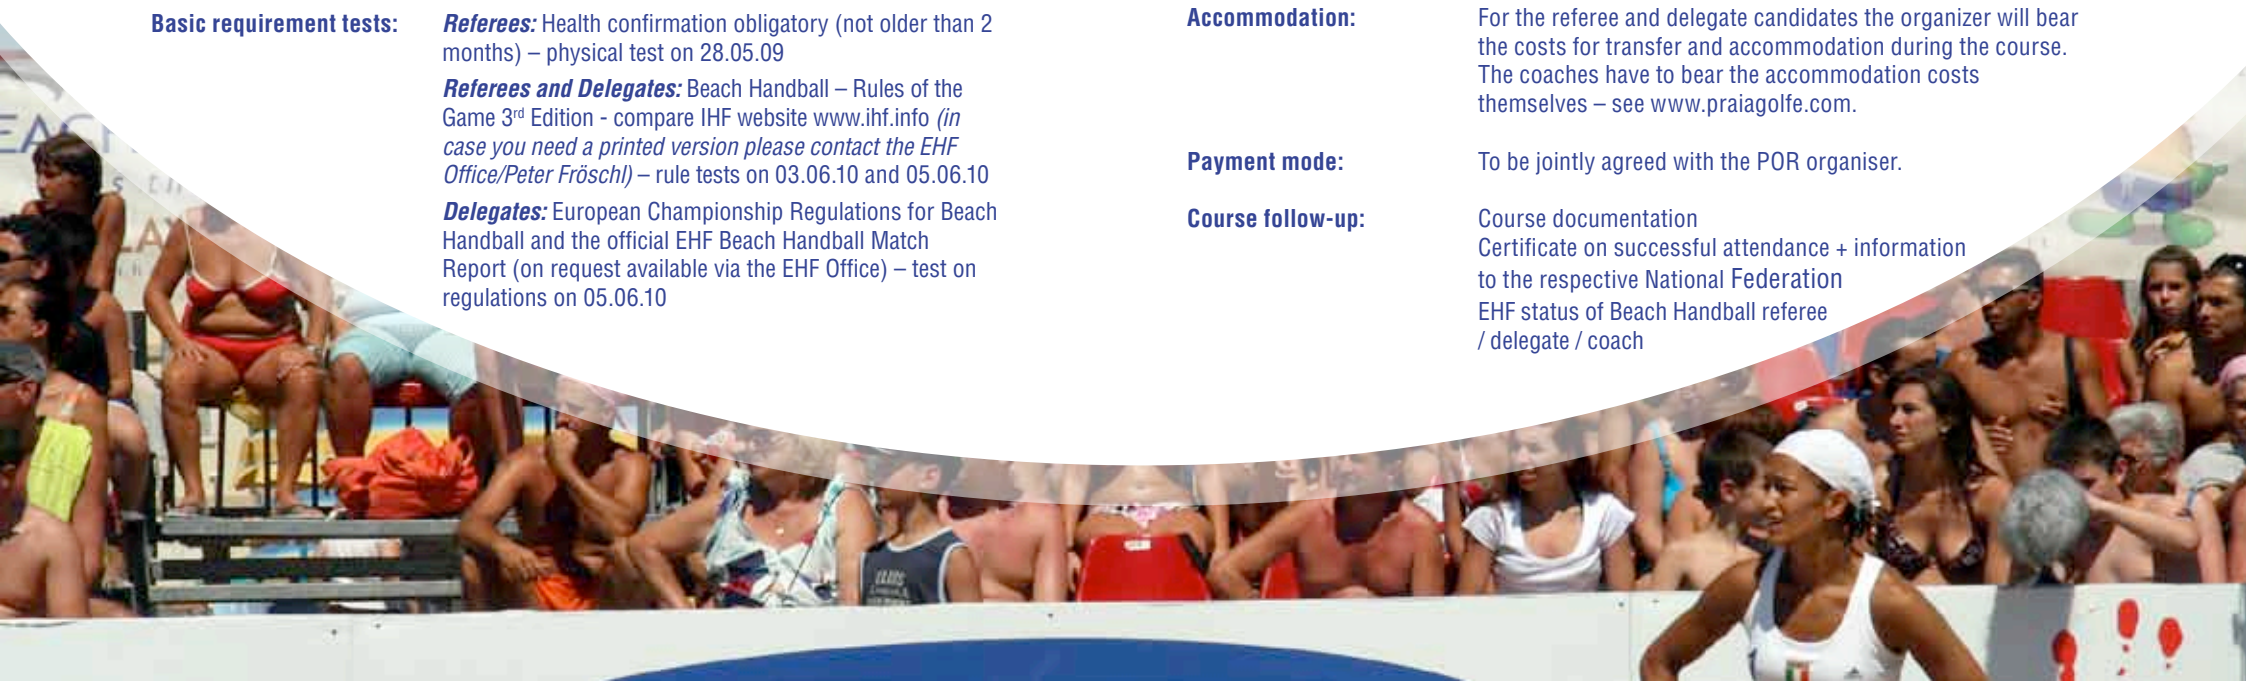 Basic requirement tests:
Referees: Health confirmation obligatory (not older than 2
months) – physical test on 28.05.09
Referees and Delegates: Beach Handball – Rules of the
Game 3rd Edition - compare IHF website www.ihf.info (in
case you need a printed version please contact the EHF
Office/Peter Fröschl) – rule tests on 03.06.10 and 05.06.10
Delegates: European Championship Regulations for Beach
Handball and the official EHF Beach Handball Match
Report (on request available via the EHF Office) – test on
regulations on 05.06.10
Accommodation:
For the referee and delegate candidates the organizer will bear
the costs for transfer and accommodation during the course.
The coaches have to bear the accommodation costs
themselves – see www.praiagolfe.com.
Payment mode:
To be jointly agreed with the POR organiser.
Course follow-up:
Course documentation
Certificate on successful attendance + information
to the respective National Federation
EHF status of Beach Handball referee
/ delegate / coach